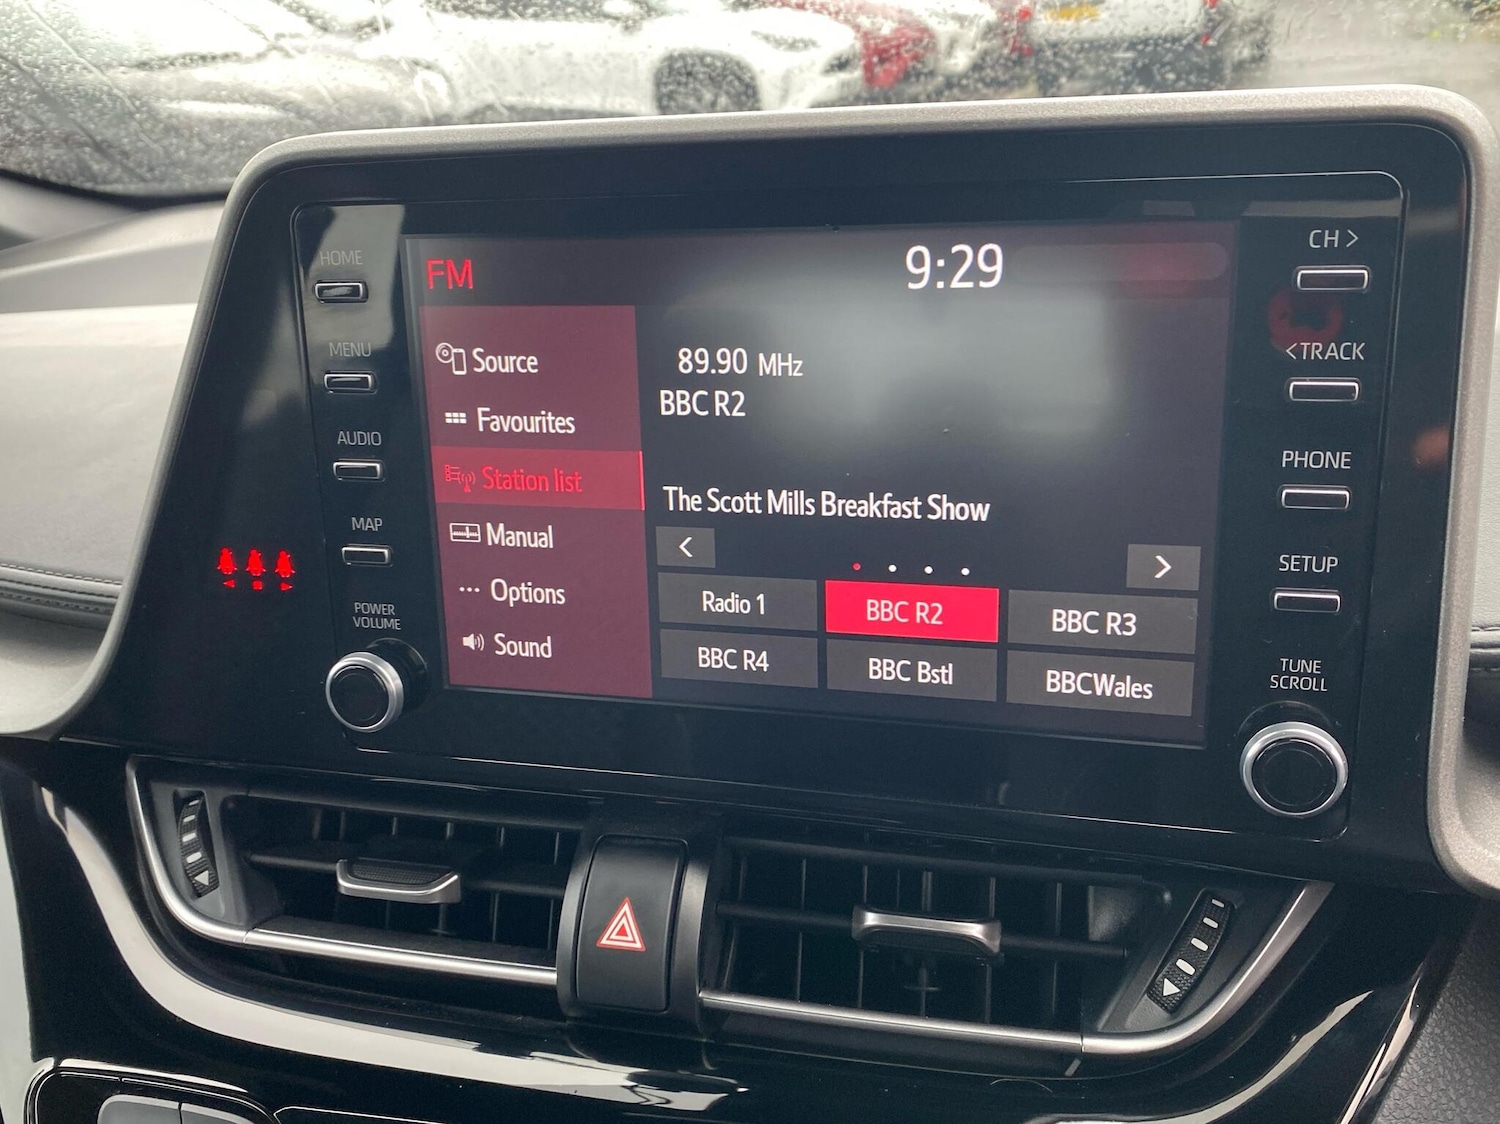 HOME
MENU
AUDIO
MAP
POWER
VOLUME
FM
9:29
Source
Favourites
Station list
Manual
Options
Sound
89.90 MHz
BBC R2
The Scott Mills Breakfast Show
<
>
Radio 1
BBC R2
BBC R3
BBC R4
BBC Bstl
BBCWales
CH >
<TRACK
PHONE
SETUP
TUNE
SCROLL